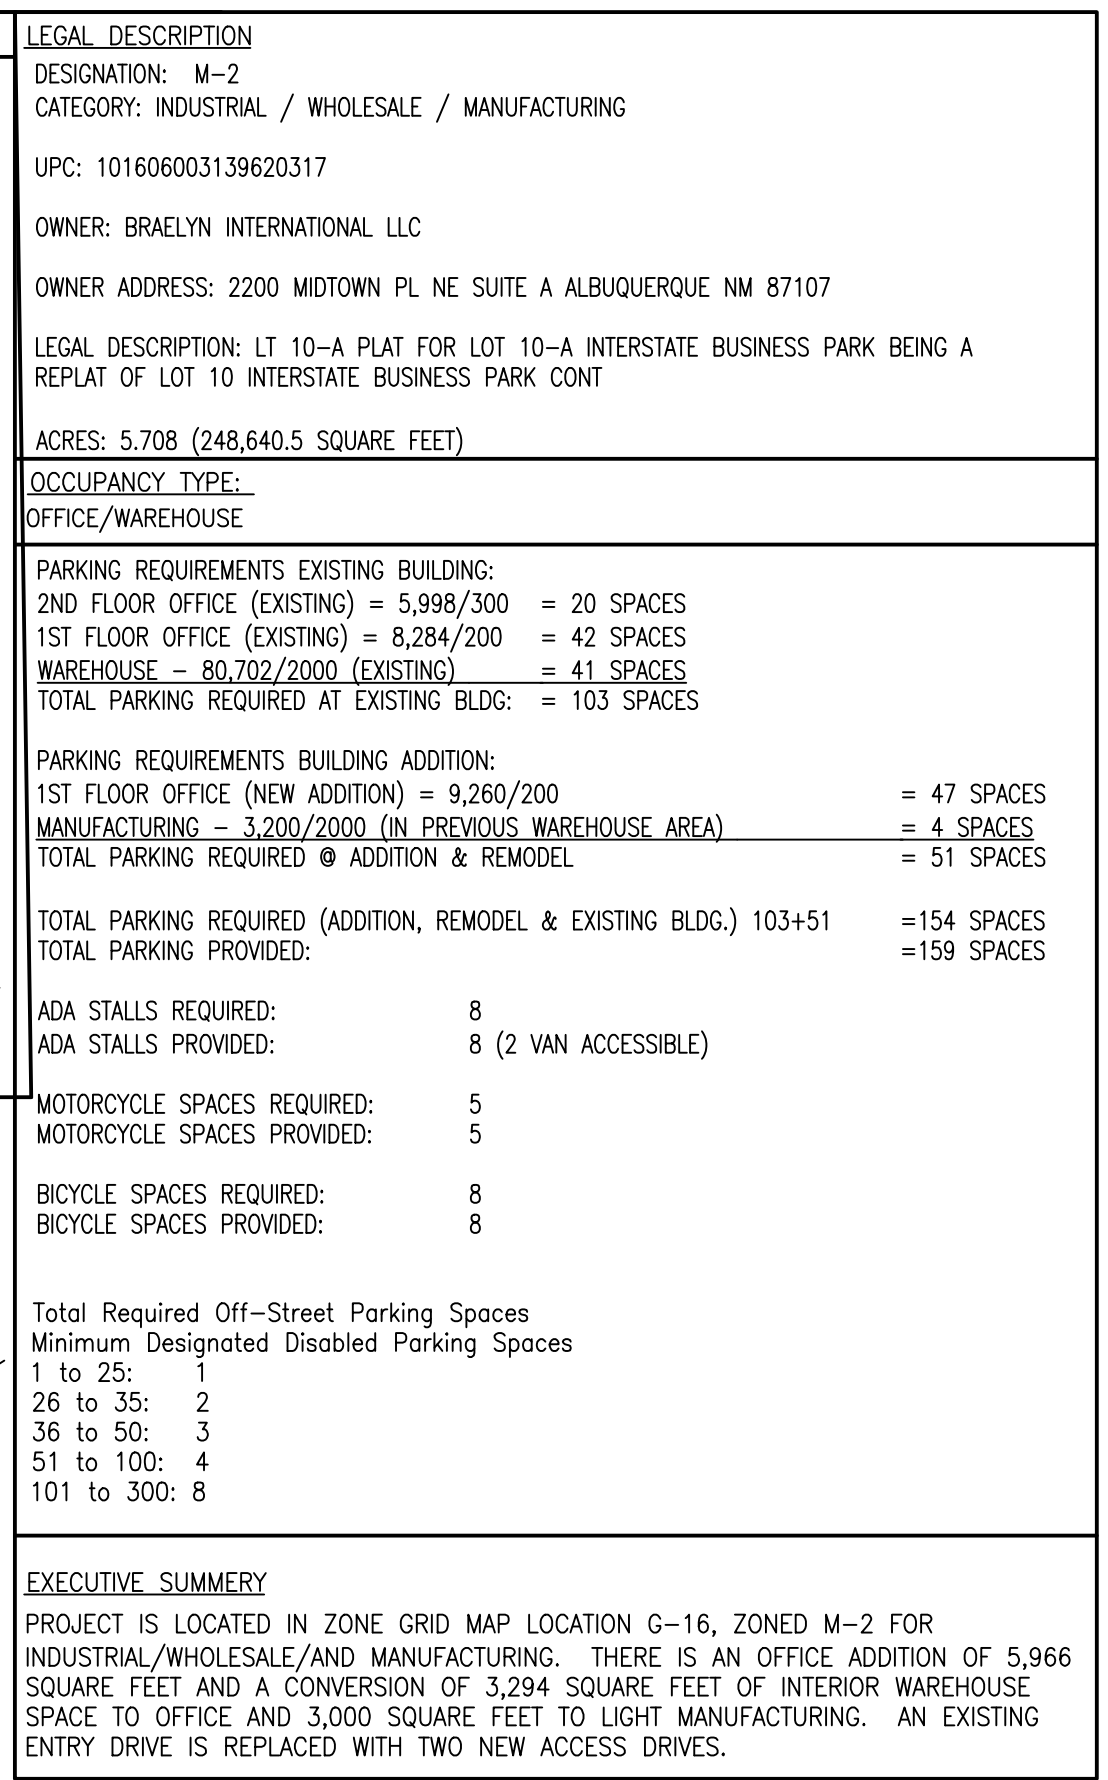 LEGAL DESCRIPTION
DESIGNATION: M-2
CATEGORY: INDUSTRIAL / WHOLESALE / MANUFACTURING
UPC: 101606003139620317
OWNER: BRAELYN INTERNATIONAL LLC
OWNER ADDRESS: 2200 MIDTOWN PL NE SUITE A ALBUQUERQUE NM 87107
LEGAL DESCRIPTION: LT 10-A PLAT FOR LOT 10-A INTERSTATE BUSINESS PARK BEING A
REPLAT OF LOT 10 INTERSTATE BUSINESS PARK CONT
ACRES: 5.708 (248,640.5 SQUARE FEET)
OCCUPANCY TYPE:
OFFICE/WAREHOUSE
PARKING REQUIREMENTS EXISTING BUILDING:
2ND FLOOR OFFICE (EXISTING) = 5,998/300 = 20 SPACES
1ST FLOOR OFFICE (EXISTING) = 8,284/200 = 42 SPACES
WAREHOUSE - 80,702/2000 (EXISTING) = 41 SPACES
TOTAL PARKING REQUIRED AT EXISTING BLDG: = 103 SPACES
PARKING REQUIREMENTS BUILDING ADDITION:
1ST FLOOR OFFICE (NEW ADDITION) = 9,260/200 = 47 SPACES
MANUFACTURING - 3,200/2000 (IN PREVIOUS WAREHOUSE AREA) = 4 SPACES
TOTAL PARKING REQUIRED @ ADDITION & REMODEL = 51 SPACES
TOTAL PARKING REQUIRED (ADDITION, REMODEL & EXISTING BLDG.) 103+51 =154 SPACES
TOTAL PARKING PROVIDED: =159 SPACES
ADA STALLS REQUIRED: 8
ADA STALLS PROVIDED: 8 (2 VAN ACCESSIBLE)
MOTORCYCLE SPACES REQUIRED: 5
MOTORCYCLE SPACES PROVIDED: 5
BICYCLE SPACES REQUIRED: 8
BICYCLE SPACES PROVIDED: 8
Total Required Off-Street Parking Spaces
Minimum Designated Disabled Parking Spaces
1 to 25: 1
26 to 35: 2
36 to 50: 3
51 to 100: 4
101 to 300: 8
EXECUTIVE SUMMERY
PROJECT IS LOCATED IN ZONE GRID MAP LOCATION G-16, ZONED M-2 FOR
INDUSTRIAL/WHOLESALE/AND MANUFACTURING. THERE IS AN OFFICE ADDITION OF 5,966
SQUARE FEET AND A CONVERSION OF 3,294 SQUARE FEET OF INTERIOR WAREHOUSE
SPACE TO OFFICE AND 3,000 SQUARE FEET TO LIGHT MANUFACTURING. AN EXISTING
ENTRY DRIVE IS REPLACED WITH TWO NEW ACCESS DRIVES.